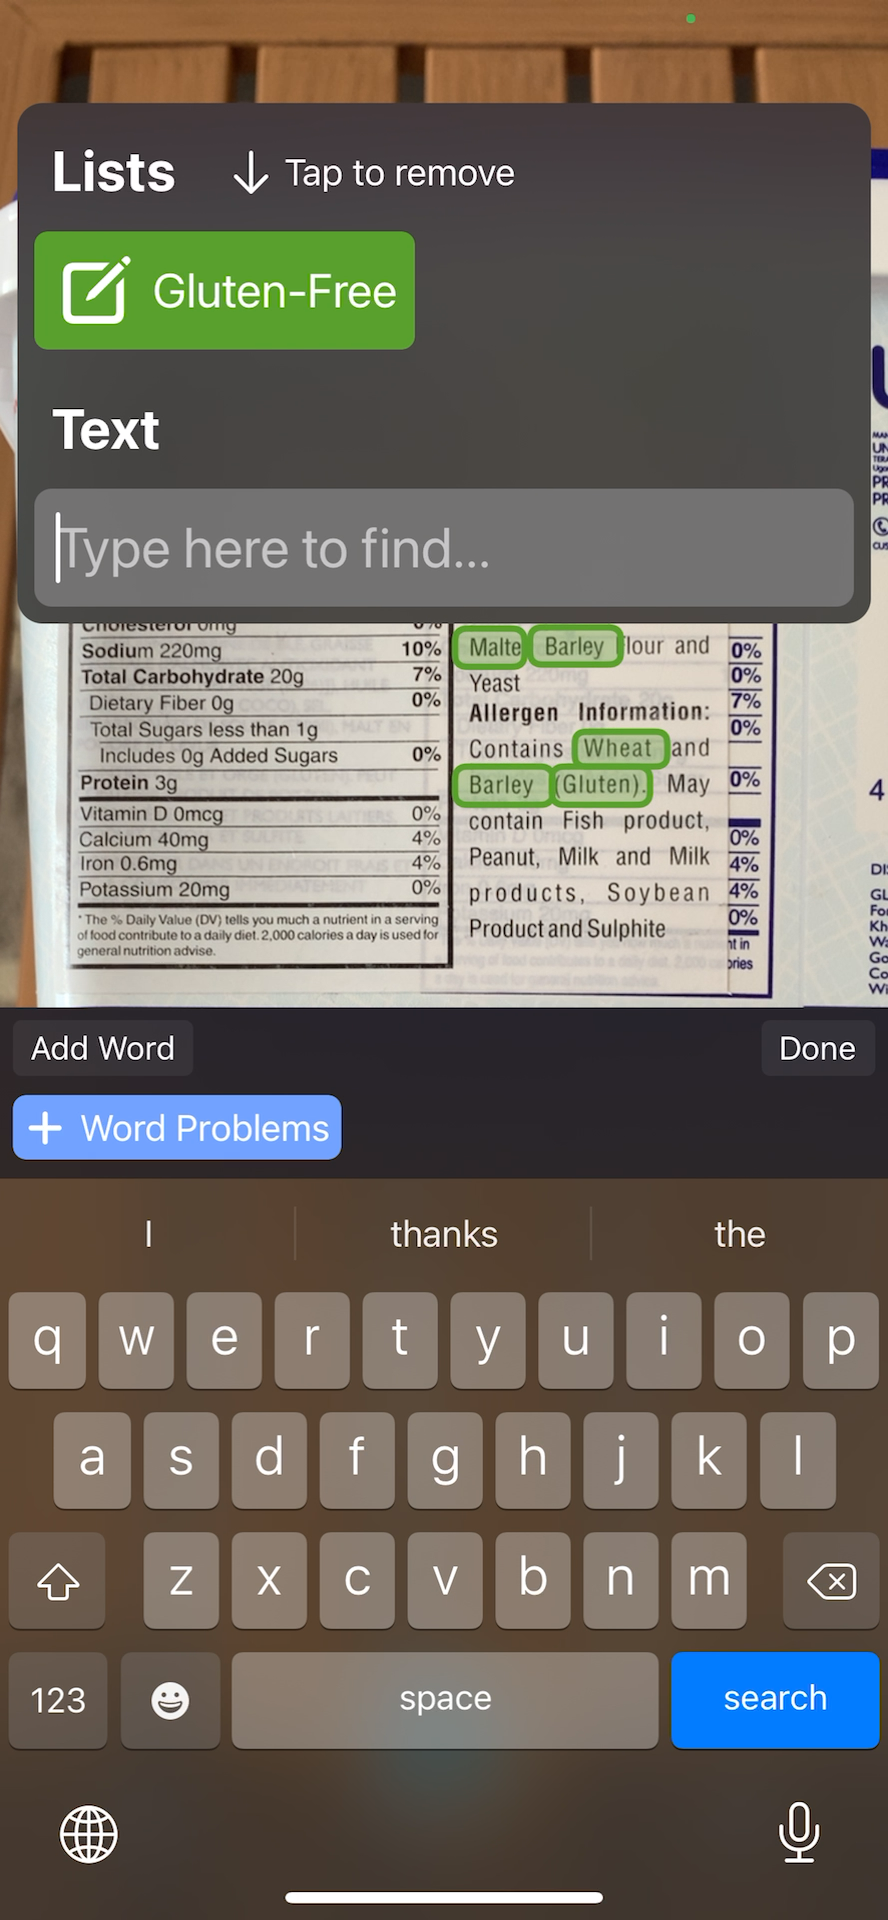 Lists
Tap to remove
Gluten-Free
Text
Type here to find...
Cholesterol 0mg 0%
Sodium 220mg 10%
Total Carbohydrate 20g 7%
Dietary Fiber 0g 0%
Total Sugars less than 1g
Includes 0g Added Sugars 0%
Protein 3g
Vitamin D 0mcg 0%
Calcium 40mg 4%
Iron 0.6mg 4%
Potassium 20mg 0%
* The % Daily Value (DV) tells you much a nutrient in a serving
of food contribute to a daily diet. 2,000 calories a day is used for
general nutrition advise.
Malte Barley flour and
Yeast
Allergen Information:
Contains Wheat and
Barley (Gluten). May
contain Fish product,
Peanut, Milk and Milk
products, Soybean
Product and Sulphite
0%
0%
7%
0%
0%
0%
4%
4%
0%
Add Word
Done
+ Word Problems
I thanks the
q w e r t y u i o p
a s d f g h j k l
z x c v b n m
123 space search